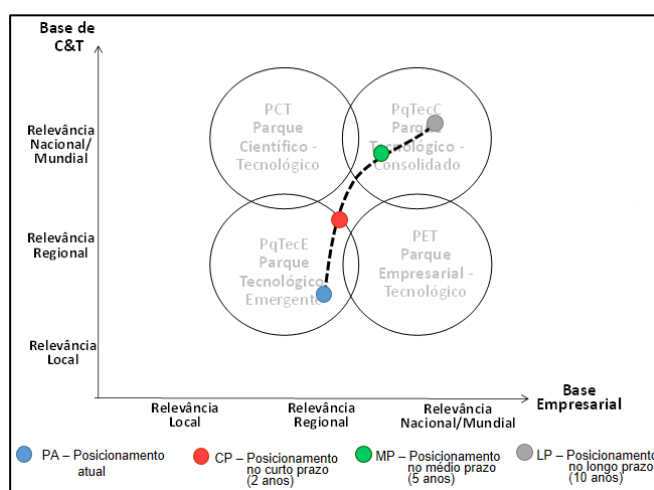 Base de
C&T
Relevância
Nacional/
Mundial
Relevância
Regional
Relevância
Local
PCT
Parque
Científico -
Tecnológico
PqTecC
Parque
Tecnológico -
Consolidado
PqTecE
Parque
Tecnológico
Emergente
PET
Parque
Empresarial -
Tecnológico
Relevância
Local
Relevância
Regional
Relevância
Nacional/Mundial
Base
Empresarial
PA – Posicionamento
atual
CP – Posicionamento
no curto prazo
(2 anos)
MP – Posicionamento
no médio prazo
(5 anos)
LP – Posicionamento
no longo prazo
(10 anos)